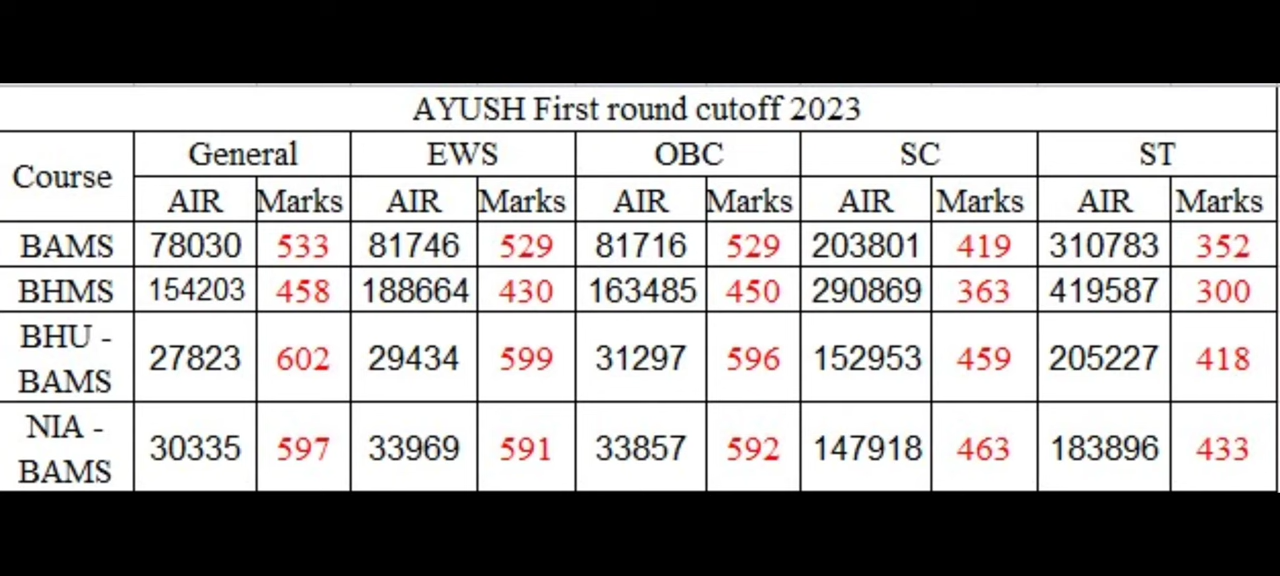 AYUSH First round cutoff 2023
Course General EWS OBC SC ST
AIR Marks AIR Marks AIR Marks AIR Marks AIR Marks
BAMS 78030 533 81746 529 81716 529 203801 419 310783 352
BHMS 154203 458 188664 430 163485 450 290869 363 419587 300
BHU -
BAMS 27823 602 29434 599 31297 596 152953 459 205227 418
NIA -
BAMS 30335 597 33969 591 33857 592 147918 463 183896 433